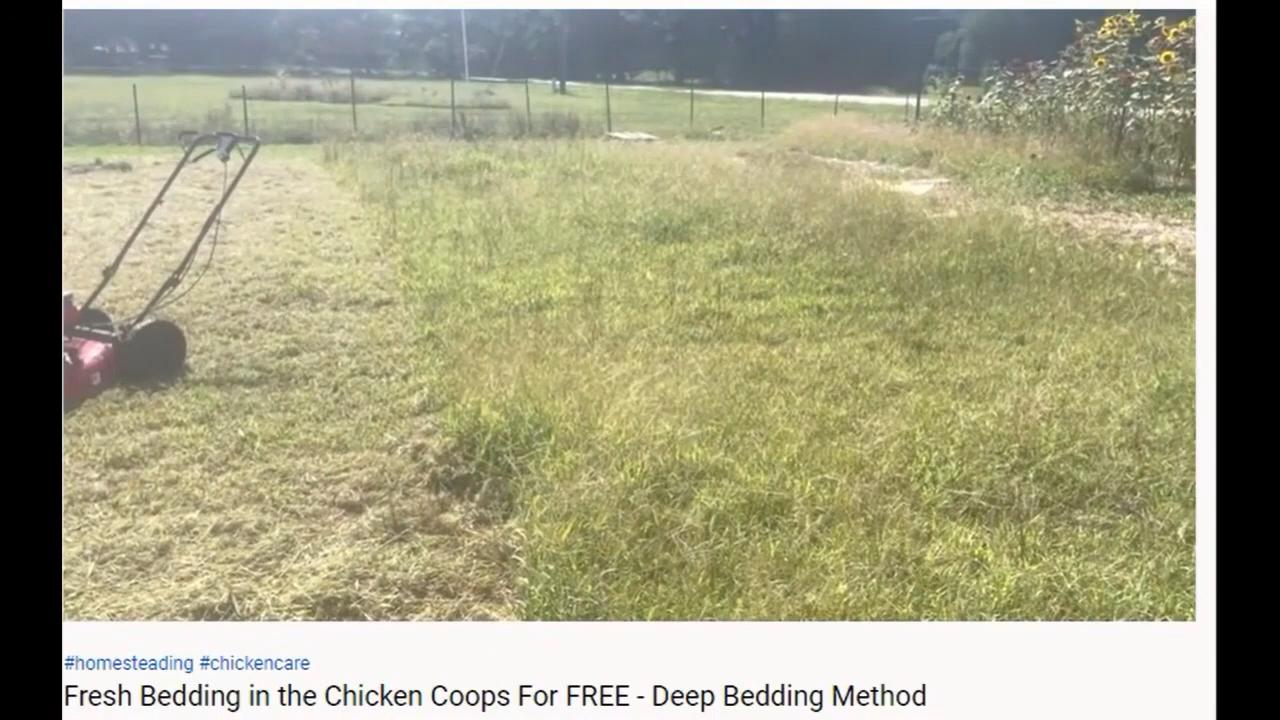 #homesteading #chickencare
Fresh Bedding in the Chicken Coops For FREE - Deep Bedding Method